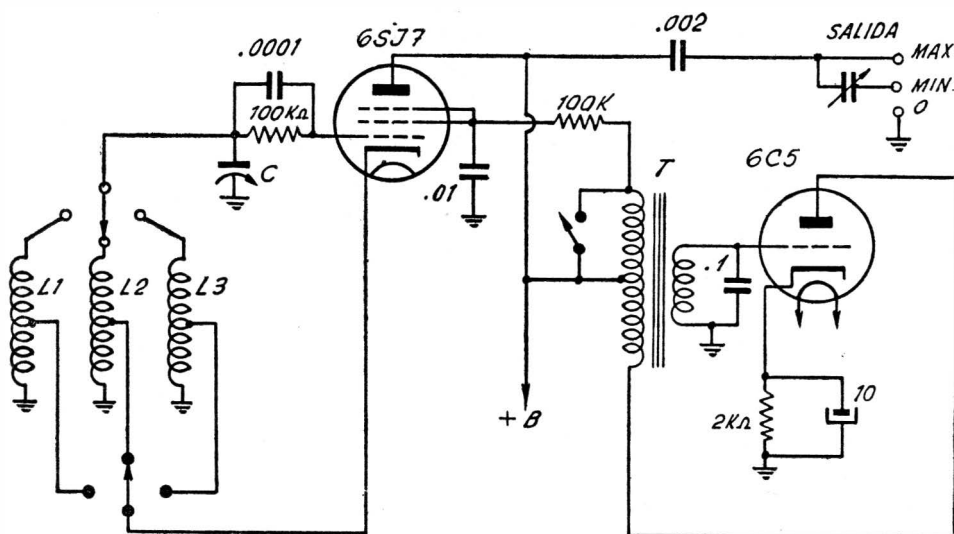 6SJ7
.0001
.002
SALIDA
MAX
MIN.
0
100KΩ
100K
C
.01
T
6C5
L1
L2
L3
.1
+B
2KΩ
10